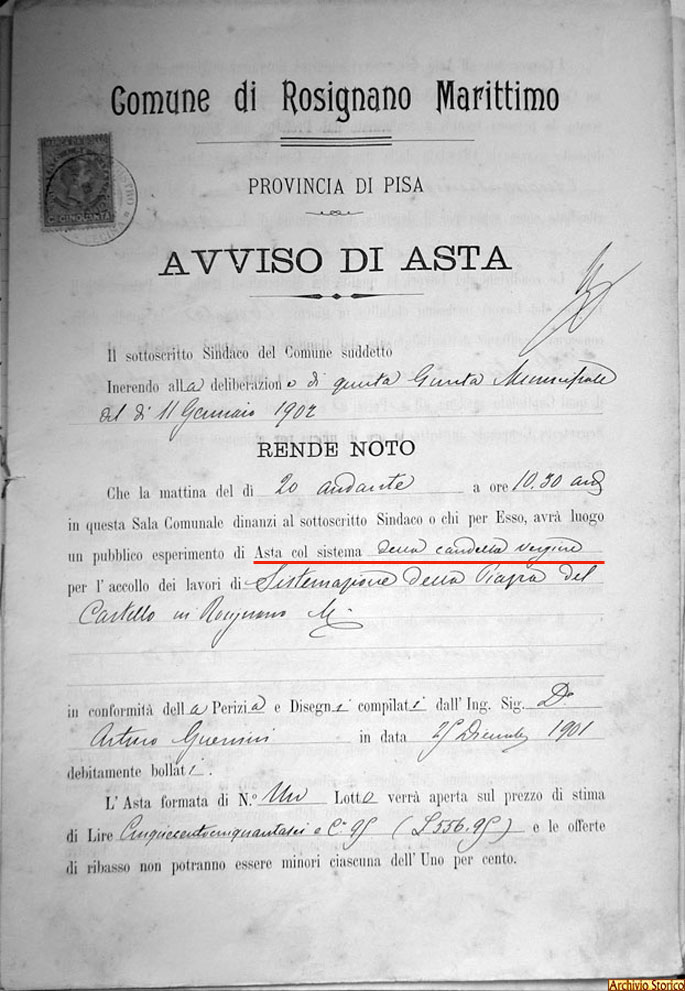 Comune di Rosignano Marittimo
PROVINCIA DI PISA
AVVISO DI ASTA
Il sottoscritto Sindaco del Comune suddetto
Inerendo alla deliberazione di questa Giunta Municipale
del dì 11 Gennaio 1902
RENDE NOTO
Che la mattina del dì 20 andante a ore 10.30 ant
in questa Sala Comunale dinanzi al sottoscritto Sindaco o chi per Esso, avrà luogo
un pubblico esperimento di Asta col sistema della candella vergine
per l'accollo dei lavori di Sistemazione della Piazza del
Castello in Rosignano M.
in conformità della Perizia e Disegni compilati dall'Ing. Sig. Dr
Arturo Guerrini in data 25 Dicembre 1901
debitamente bollati.
L'Asta formata di N.° Uno Lotto verrà aperta sul prezzo di stima
di Lire Cinquecentocinquantasei e C. 95 (L 556.95) e le offerte
di ribasso non potranno essere minori ciascuna dell'Uno per cento.
Archivio Storico